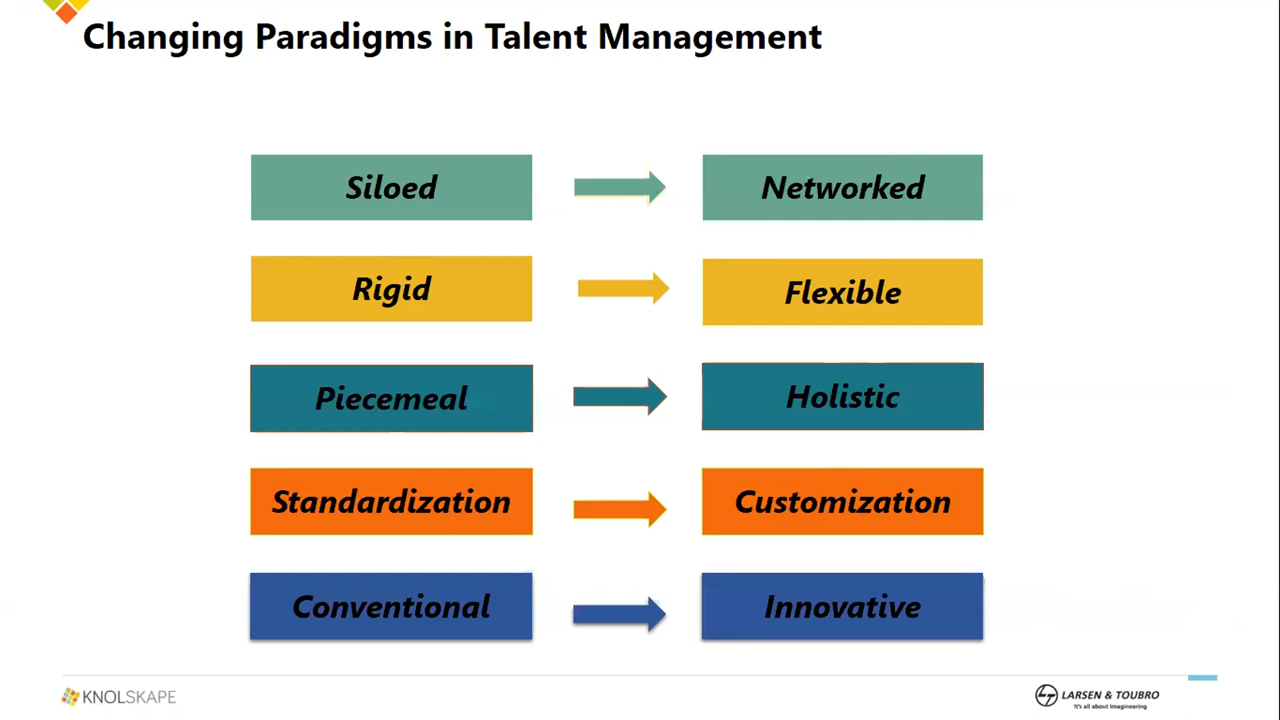 Changing Paradigms in Talent Management
Siloed
Networked
Rigid
Flexible
Piecemeal
Holistic
Standardization
Customization
Conventional
Innovative
KNOLSKAPE
LARSEN & TOUBRO
It's all about Imagineering